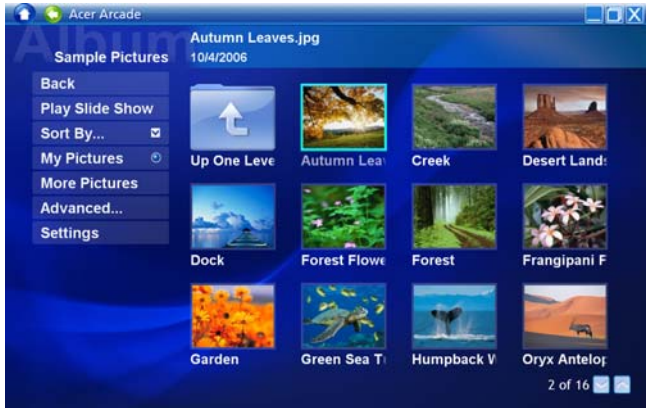 Acer Arcade
Album
Autumn Leaves.jpg
Sample Pictures
10/4/2006
Back
Play Slide Show
Sort By...
My Pictures
More Pictures
Advanced...
Settings
Up One Leve
Autumn Lea
Creek
Desert Lands
Dock
Forest Flowe
Forest
Frangipani F
Garden
Green Sea T
Humpback W
Oryx Antelop
2 of 16